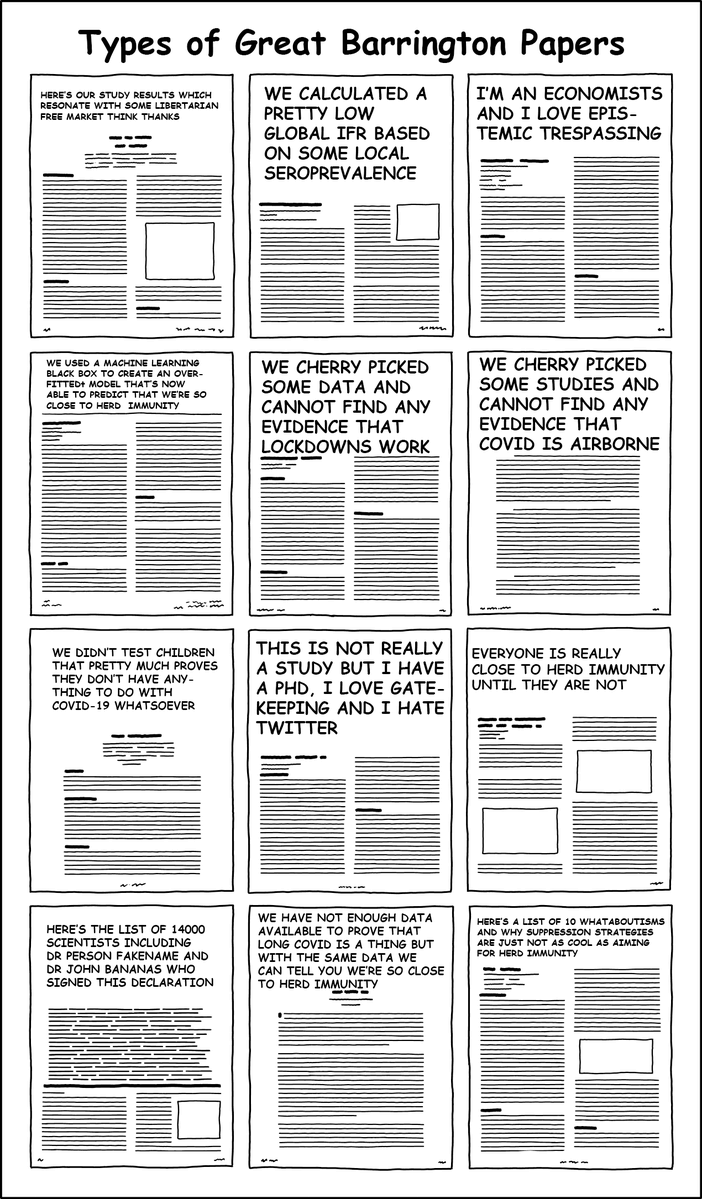 Types of Great Barrington Papers
HERE'S OUR STUDY RESULTS WHICH
RESONATE WITH SOME LIBERTARIAN
FREE MARKET THINK THANKS
WE CALCULATED A
PRETTY LOW
GLOBAL IFR BASED
ON SOME LOCAL
SEROPREVALENCE
I'M AN ECONOMISTS
AND I LOVE EPIS-
TEMIC TRESPASSING
WE USED A MACHINE LEARNING
BLACK BOX TO CREATE AN OVER-
FITTEDt MODEL THAT'S NOW
ABLE TO PREDICT THAT WE'RE SO
CLOSE TO HERD IMMUNITY
WE CHERRY PICKED
SOME DATA AND
CANNOT FIND ANY
EVIDENCE THAT
LOCKDOWNS WORK
WE CHERRY PICKED
SOME STUDIES AND
CANNOT FIND ANY
EVIDENCE THAT
COVID IS AIRBORNE
WE DIDN'T TEST CHILDREN
THAT PRETTY MUCH PROVES
THEY DON'T HAVE ANY-
THING TO DO WITH
COVID-19 WHATSOEVER
THIS IS NOT REALLY
A STUDY BUT I HAVE
A PHD, I LOVE GATE-
KEEPING AND I HATE
TWITTER
EVERYONE IS REALLY
CLOSE TO HERD IMMUNITY
UNTIL THEY ARE NOT
HERE'S THE LIST OF 14000
SCIENTISTS INCLUDING
DR PERSON FAKENAME AND
DR JOHN BANANAS WHO
SIGNED THIS DECLARATION
WE HAVE NOT ENOUGH DATA
AVAILABLE TO PROVE THAT
LONG COVID IS A THING BUT
WITH THE SAME DATA WE
CAN TELL YOU WE'RE SO CLOSE
TO HERD IMMUNITY
HERE'S A LIST OF 10 WHATABOUTISMS
AND WHY SUPPRESSION STRATEGIES
ARE JUST NOT AS COOL AS AIMING
FOR HERD IMMUNITY